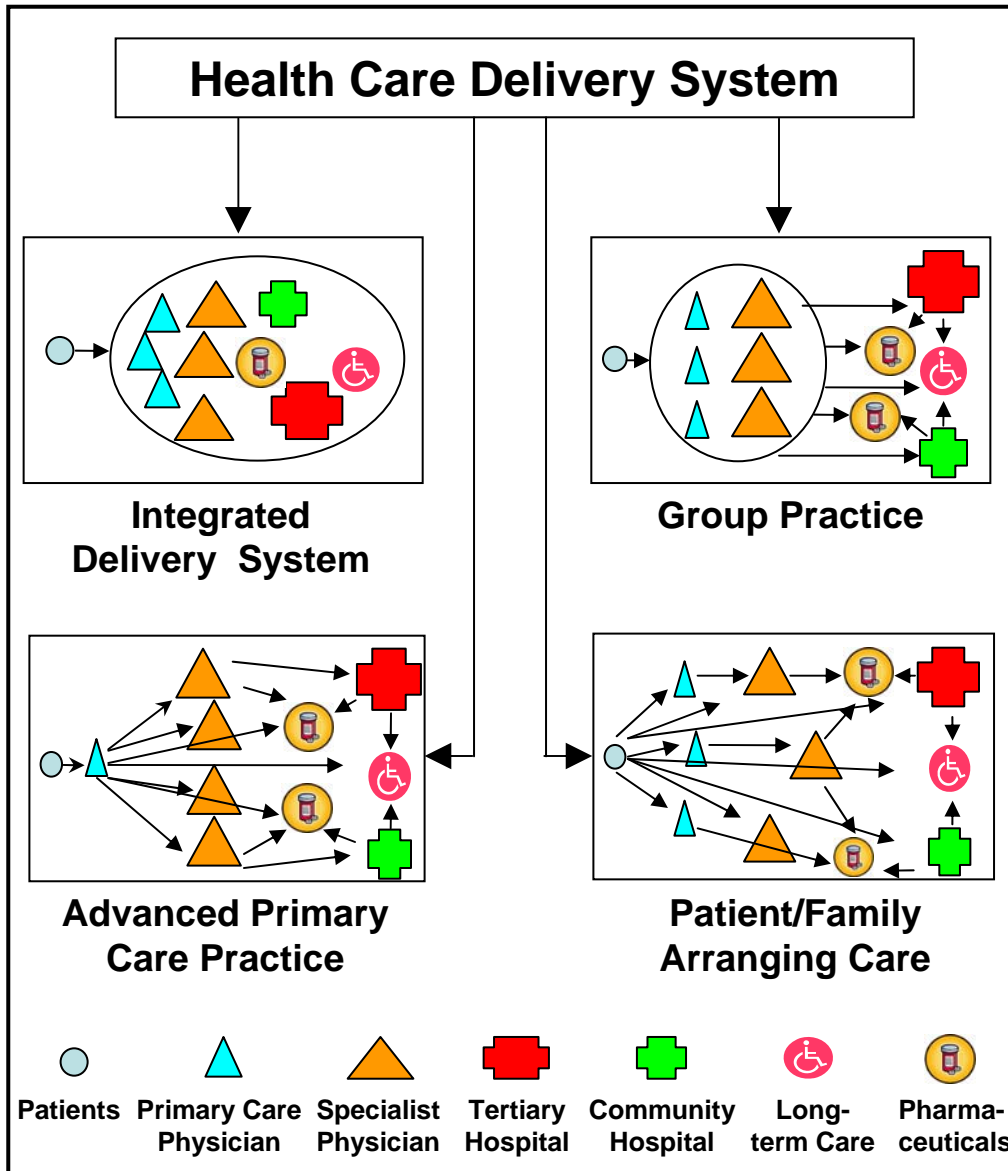 Health Care Delivery System
Integrated
Delivery System
Group Practice
Advanced Primary
Care Practice
Patient/Family
Arranging Care
Patients
Primary Care
Physician
Specialist
Physician
Tertiary
Hospital
Community
Hospital
Long-
term Care
Pharma-
ceuticals